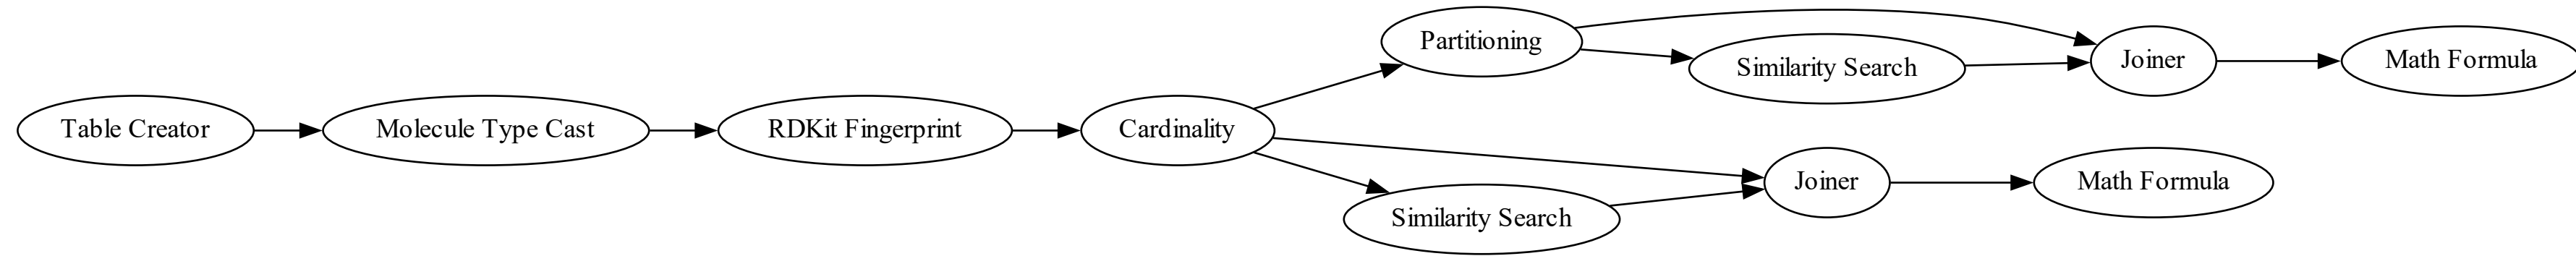 Table Creator
Molecule Type Cast
RDKit Fingerprint
Cardinality
Partitioning
Similarity Search
Joiner
Math Formula
Similarity Search
Joiner
Math Formula